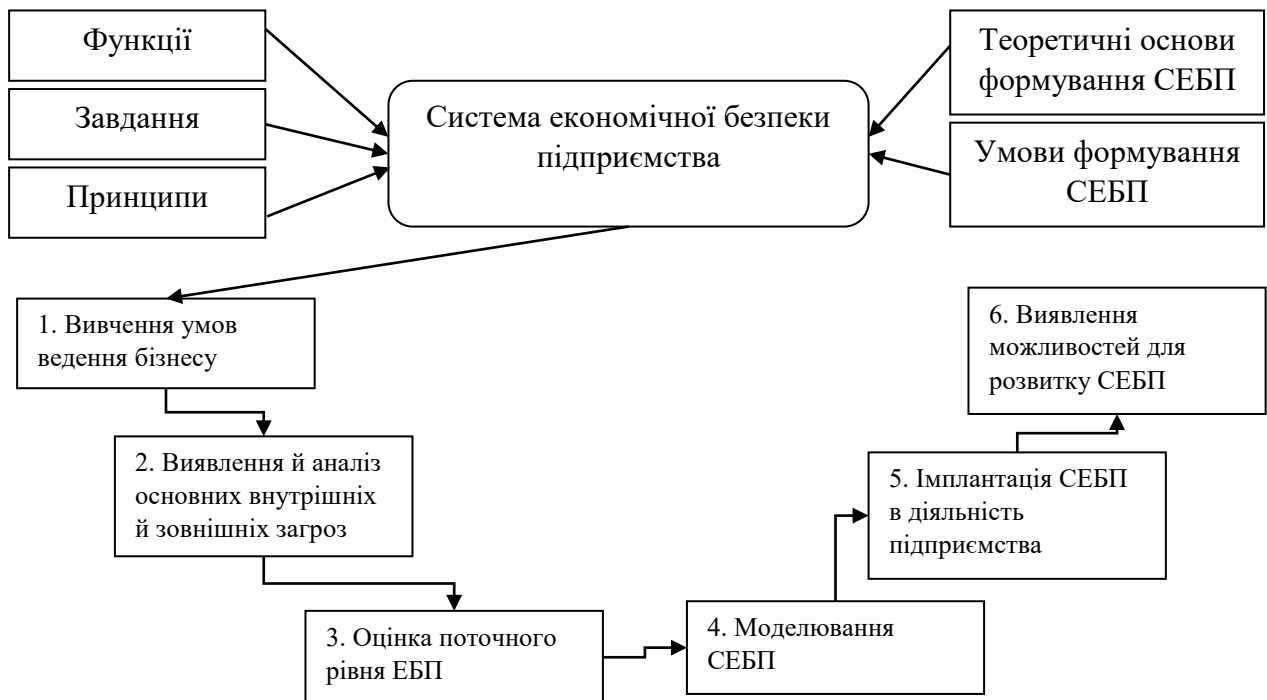 Функції
Завдання
Принципи
Система економічної безпеки
підприємства
Теоретичні основи
формування СЕБП
Умови формування
СЕБП
1. Вивчення умов
ведення бізнесу
2. Виявлення й аналіз
основних внутрішніх
й зовнішніх загроз
3. Оцінка поточного
рівня ЕБП
4. Моделювання
СЕБП
5. Імплантація СЕБП
в діяльність
підприємства
6. Виявлення
можливостей для
розвитку СЕБП